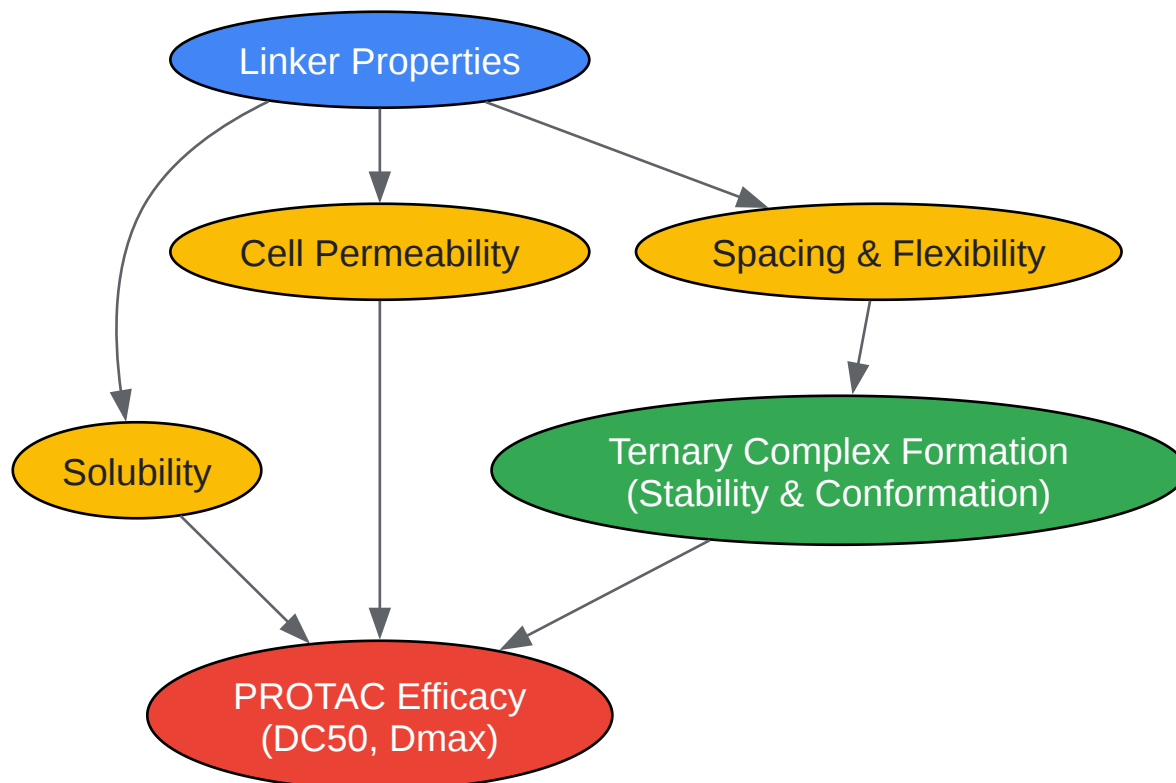 Linker Properties
Cell Permeability
Spacing & Flexibility
Solubility
Ternary Complex Formation
(Stability & Conformation)
PROTAC Efficacy
(DC50, Dmax)